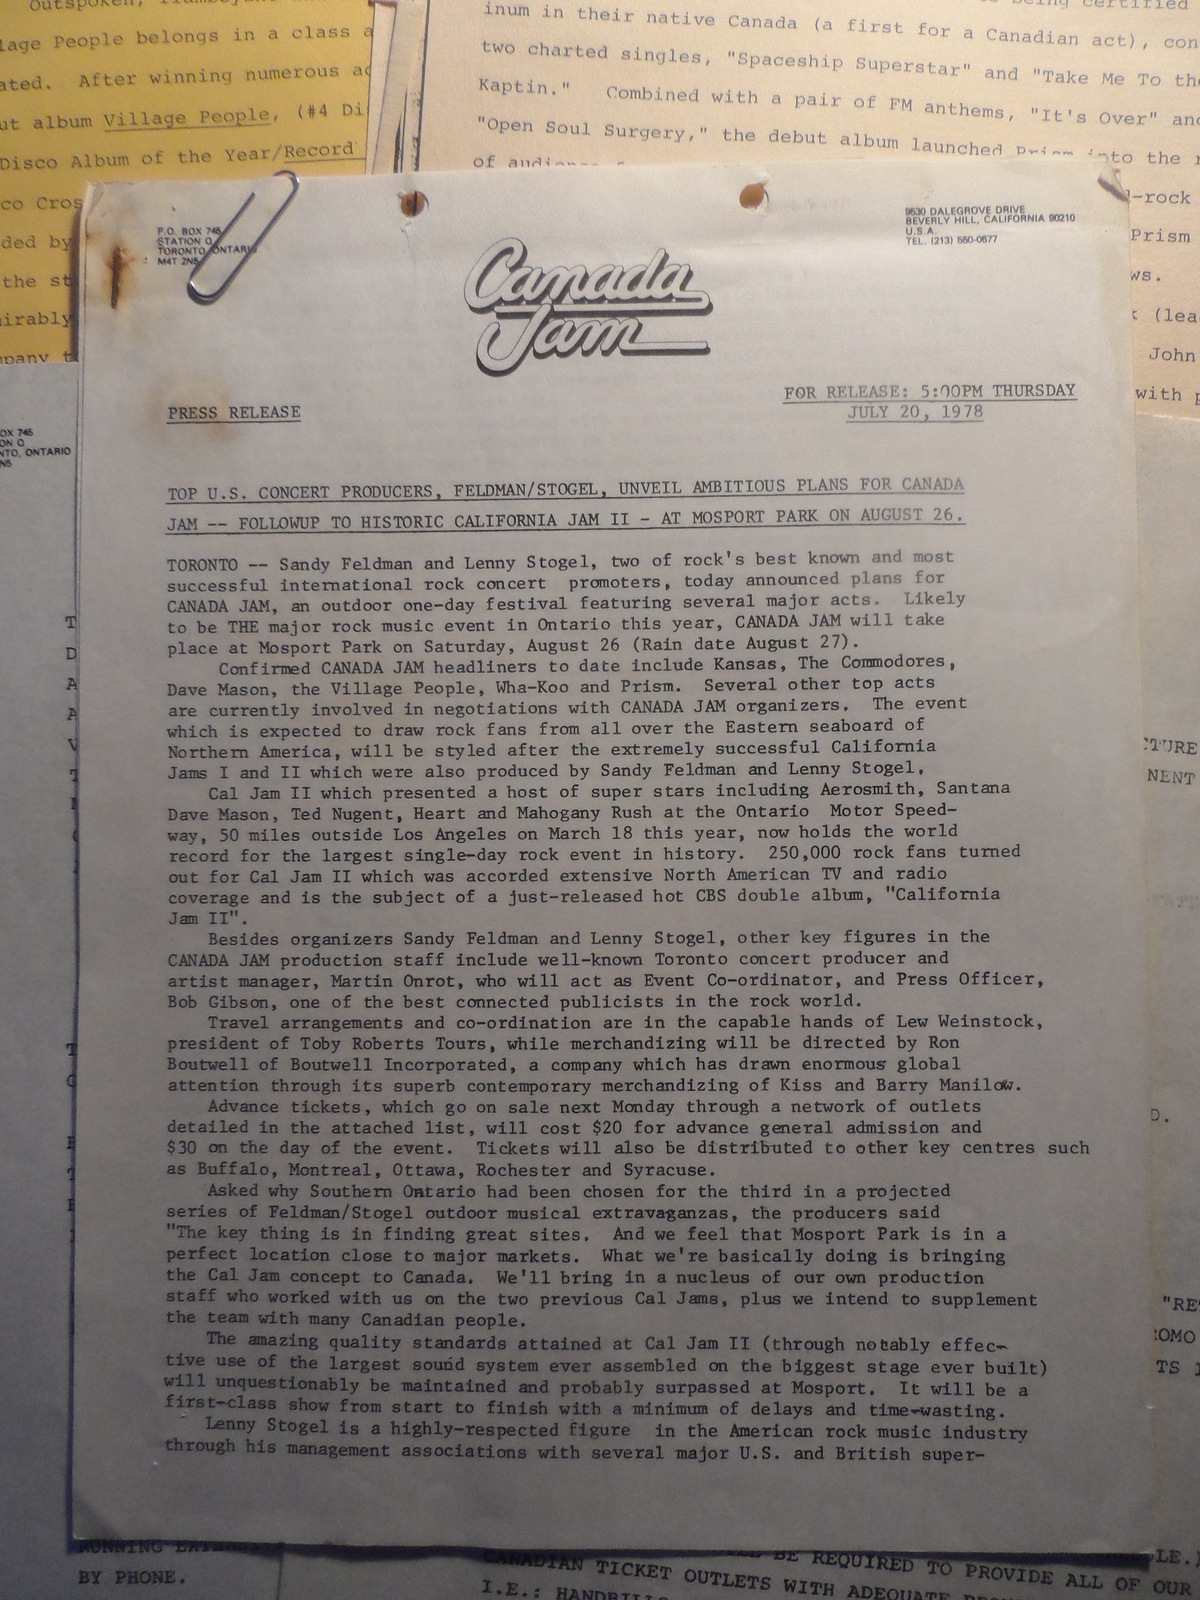 Outspoken,
lage People belongs in a class a
ated. After winning numerous ac
ut album Village People, (#4 Di
Disco Album of the Year/Record
co Cros
ded by
the st
irably
pany t
being certified
inum in their native Canada (a first for a Canadian act), con
two charted singles, "Spaceship Superstar" and "Take Me To the
Kaptin." Combined with a pair of FM anthems, "It's Over" and
"Open Soul Surgery," the debut album launched Prism into the r
of
-rock
Prism
ws.
(lea
John
with p
P.O. BOX 745
STATION Q
TORONTO ONTARIO
M4T 2N5
9530 DALEGROVE DRIVE
BEVERLY HILL, CALIFORNIA 90210
U.S.A.
TEL. (213) 550-0577
Canada
Jam
FOR RELEASE: 5:00PM THURSDAY
JULY 20, 1978
PRESS RELEASE
OX 745
ON Q
NTO, ONTARIO
N5
TOP U.S. CONCERT PRODUCERS, FELDMAN/STOGEL, UNVEIL AMBITIOUS PLANS FOR CANADA
JAM -- FOLLOWUP TO HISTORIC CALIFORNIA JAM II - AT MOSPORT PARK ON AUGUST 26.
TORONTO -- Sandy Feldman and Lenny Stogel, two of rock's best known and most
successful international rock concert promoters, today announced plans for
CANADA JAM, an outdoor one-day festival featuring several major acts. Likely
to be THE major rock music event in Ontario this year, CANADA JAM will take
place at Mosport Park on Saturday, August 26 (Rain date August 27).
Confirmed CANADA JAM headliners to date include Kansas, The Commodores,
Dave Mason, the Village People, Wha-Koo and Prism. Several other top acts
are currently involved in negotiations with CANADA JAM organizers. The event
which is expected to draw rock fans from all over the Eastern seaboard of
Northern America, will be styled after the extremely successful California
Jams I and II which were also produced by Sandy Feldman and Lenny Stogel,
Cal Jam II which presented a host of super stars including Aerosmith, Santana
Dave Mason, Ted Nugent, Heart and Mahogany Rush at the Ontario Motor Speed-
way, 50 miles outside Los Angeles on March 18 this year, now holds the world
record for the largest single-day rock event in history. 250,000 rock fans turned
out for Cal Jam II which was accorded extensive North American TV and radio
coverage and is the subject of a just-released hot CBS double album, "California
Jam II".
Besides organizers Sandy Feldman and Lenny Stogel, other key figures in the
CANADA JAM production staff include well-known Toronto concert producer and
artist manager, Martin Onrot, who will act as Event Co-ordinator, and Press Officer,
Bob Gibson, one of the best connected publicists in the rock world.
Travel arrangements and co-ordination are in the capable hands of Lew Weinstock,
president of Toby Roberts Tours, while merchandizing will be directed by Ron
Boutwell of Boutwell Incorporated, a company which has drawn enormous global
attention through its superb contemporary merchandizing of Kiss and Barry Manilow.
Advance tickets, which go on sale next Monday through a network of outlets
detailed in the attached list, will cost $20 for advance general admission and
$30 on the day of the event. Tickets will also be distributed to other key centres such
as Buffalo, Montreal, Ottawa, Rochester and Syracuse.
Asked why Southern Ontario had been chosen for the third in a projected
series of Feldman/Stogel outdoor musical extravaganzas, the producers said
"The key thing is in finding great sites. And we feel that Mosport Park is in a
perfect location close to major markets. What we're basically doing is bringing
the Cal Jam concept to Canada. We'll bring in a nucleus of our own production
staff who worked with us on the two previous Cal Jams, plus we intend to supplement
the team with many Canadian people.
The amazing quality standards attained at Cal Jam II (through notably effec-
tive use of the largest sound system ever assembled on the biggest stage ever built)
will unquestionably be maintained and probably surpassed at Mosport. It will be a
first-class show from start to finish with a minimum of delays and time-wasting.
Lenny Stogel is a highly-respected figure in the American rock music industry
through his management associations with several major U.S. and British super-
CTURE
NENT
D.
"RE
ROMO
TS
BY PHONE.
BE REQUIRED TO PROVIDE ALL OF OUR
CANADIAN TICKET OUTLETS WITH ADEQUATE
I.E.: HANDBILLS